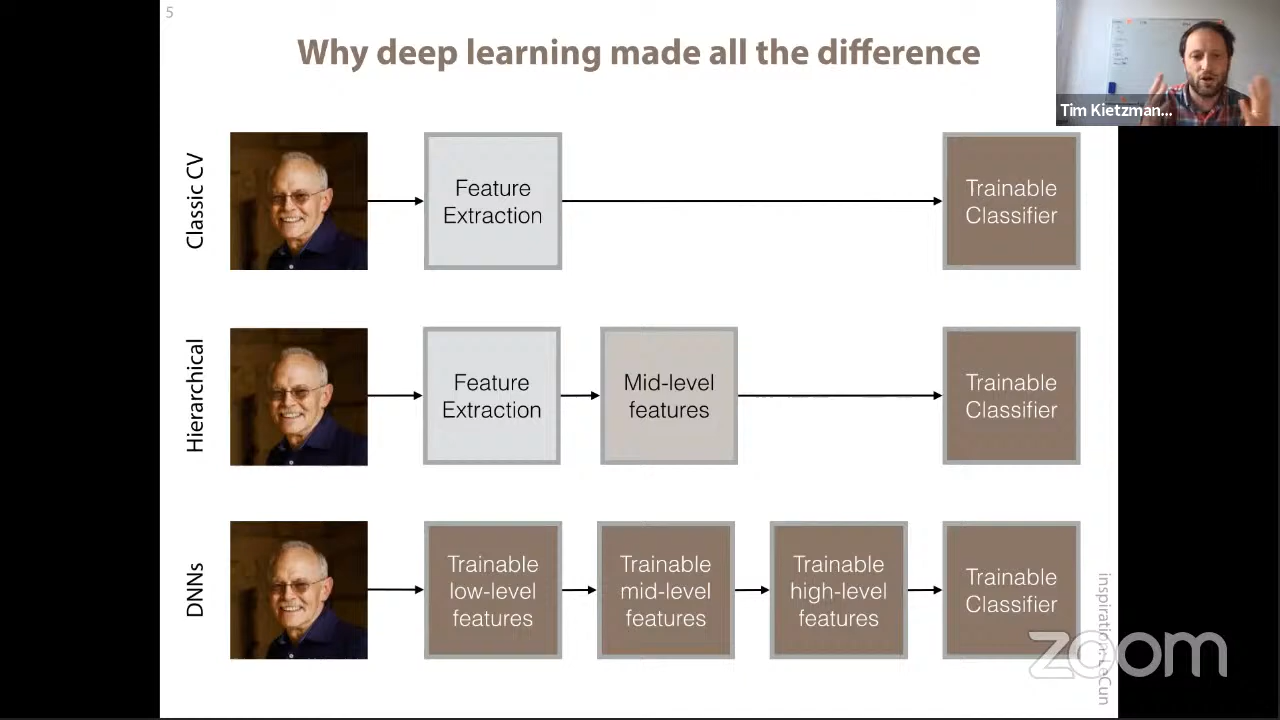 5
Why deep learning made all the difference
Tim Kietzman...
Classic CV
Feature
Extraction
Trainable
Classifier
Hierarchical
Feature
Extraction
Mid-level
features
Trainable
Classifier
DNNs
Trainable
low-level
features
Trainable
mid-level
features
Trainable
high-level
features
Trainable
Classifier
inspiration: LeCun
zoom